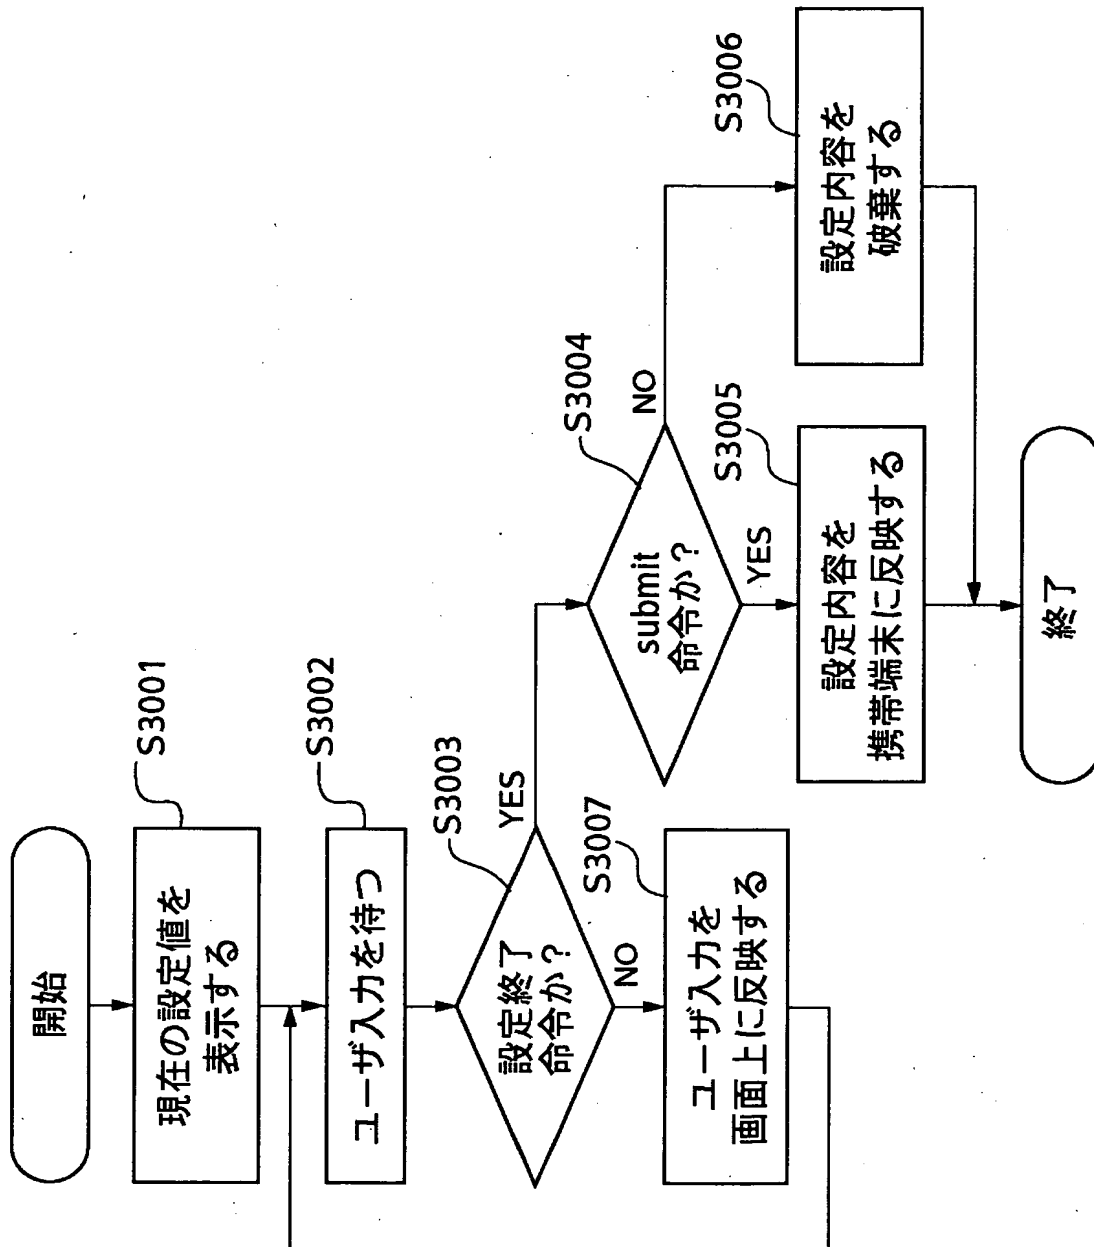 開始
現在の設定値を
表示する
S3001
ユーザ入力を待つ
S3002
設定終了
命令か？
S3003
YES
NO
ユーザ入力を
画面上に反映する
S3007
submit
命令か？
S3004
YES
NO
設定内容を
携帯端末に反映する
S3005
設定内容を
破棄する
S3006
終了